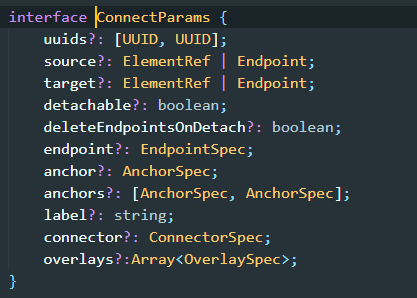 interface ConnectParams {
    uuids?: [UUID, UUID];
    source?: ElementRef | Endpoint;
    target?: ElementRef | Endpoint;
    detachable?: boolean;
    deleteEndpointsOnDetach?: boolean;
    endpoint?: EndpointSpec;
    anchor?: AnchorSpec;
    anchors?: [AnchorSpec, AnchorSpec];
    label?: string;
    connector?: ConnectorSpec;
    overlays?:Array<OverlaySpec>;
}